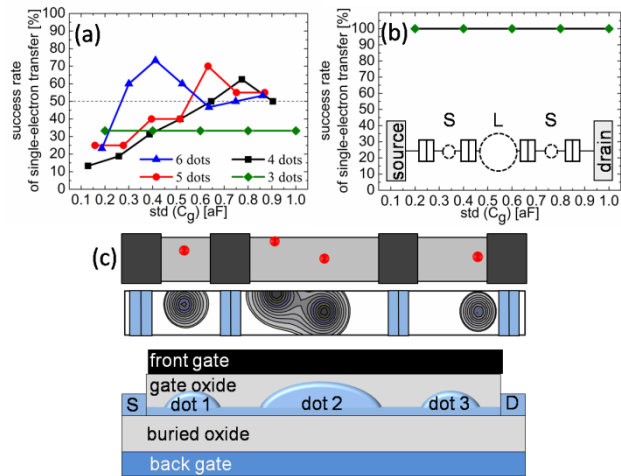 (a)
success rate
of single-electron transfer [%]
100
90
80
70
60
50
40
30
20
10
0
6 dots
4 dots
5 dots
3 dots
0.1 0.2 0.3 0.4 0.5 0.6 0.7 0.8 0.9 1.0
std (Cg) [aF]
(b)
success rate
of single-electron transfer [%]
100
90
80
70
60
50
40
30
20
10
0
S L S
source
drain
0.1 0.2 0.3 0.4 0.5 0.6 0.7 0.8 0.9 1.0
std (Cg) [aF]
(c)
front gate
gate oxide
S dot 1 dot 2 dot 3 D
buried oxide
back gate